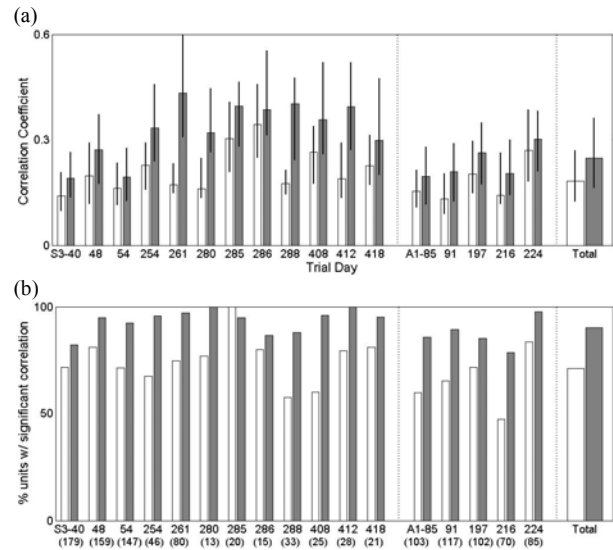 (a)
0.6
0.3
0
Correlation Coefficient
S3-40 48 54 254 261 280 285 286 288 408 412 418 A1-85 91 197 216 224 Total
Trial Day
(b)
100
50
0
% units w/ significant correlation
S3-40 48 54 254 261 280 285 286 288 408 412 418 A1-85 91 197 216 224 Total
(179) (159) (147) (46) (80) (13) (20) (15) (33) (25) (28) (21) (103) (117) (102) (70) (85)